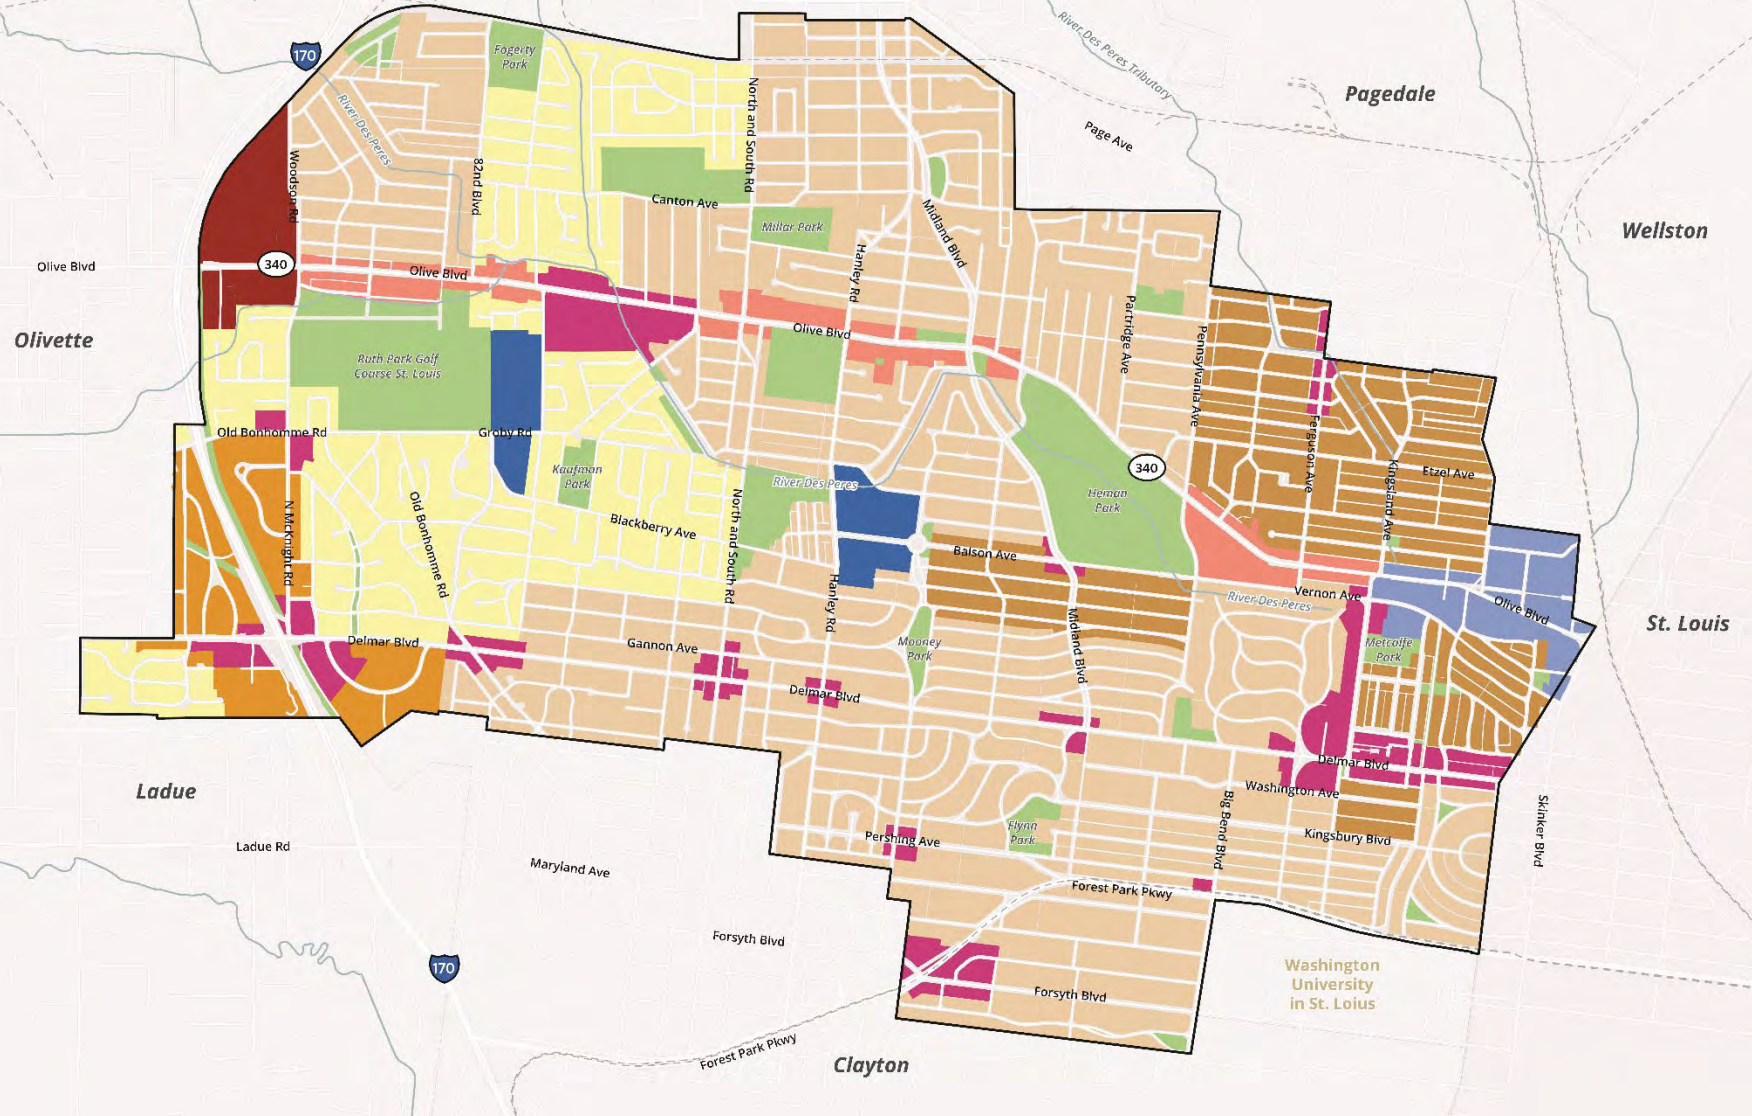 River Des Peres Tributary
170
Fogerty
Park
Pagedale
North and South Rd
River Des Peres
Page Ave
Woodson Rd
82nd Blvd
Canton Ave
Midland Blvd
Millar Park
Wellston
Hanley Rd
Olive Blvd
340
Olive Blvd
Partridge Ave
Olivette
Olive Blvd
Pennsylvania Ave
Ruth Park Golf
Course St. Louis
Old Bonhomme Rd
Groby Rd
Ferguson Ave
Kingsland Ave
Etzel Ave
340
Kaufman
Park
River Des Peres
Heman
Park
N McKnight Rd
Old Bonhomme Rd
North and South Rd
Blackberry Ave
Balson Ave
Hanley Rd
Vernon Ave
River Des Peres
Olive Blvd
St. Louis
Midland Blvd
Delmar Blvd
Gannon Ave
Mooney
Park
Metcalfe
Park
Delmar Blvd
Delmar Blvd
Washington Ave
Ladue
Big Bend Blvd
Skinker Blvd
Flynn
Park
Kingsbury Blvd
Pershing Ave
Ladue Rd
Maryland Ave
Forest Park Pkwy
Forsyth Blvd
170
Washington
University
in St. Loius
Forsyth Blvd
Forest Park Pkwy
Clayton